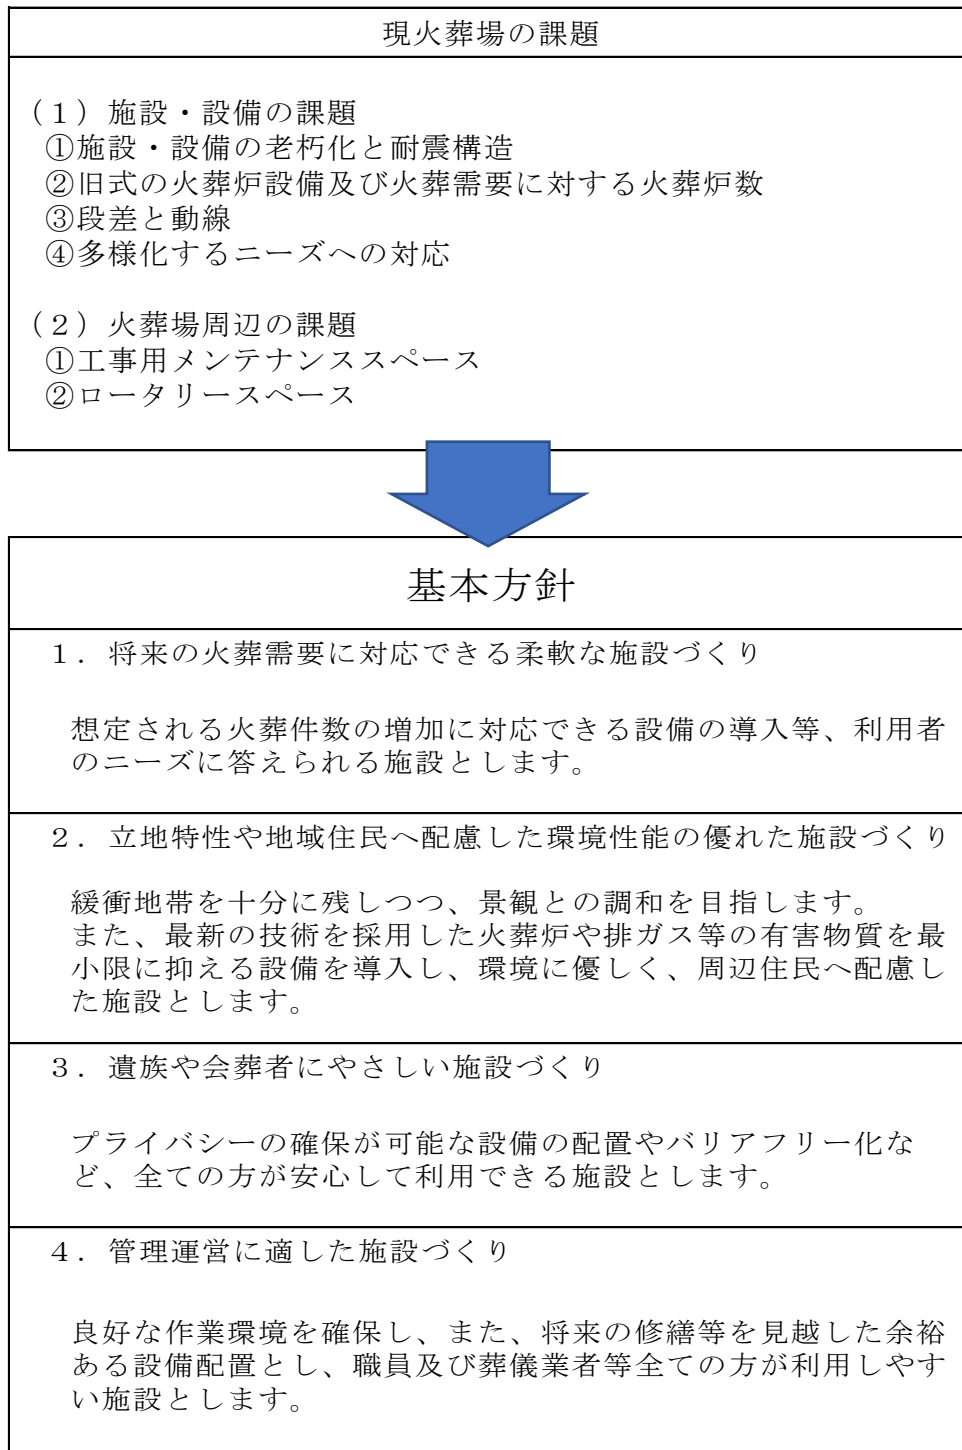 現火葬場の課題
（１）施設・設備の課題
①施設・設備の老朽化と耐震構造
②旧式の火葬炉設備及び火葬需要に対する火葬炉数
③段差と動線
④多様化するニーズへの対応
（２）火葬場周辺の課題
①工事用メンテナンススペース
②ロータリースペース
基本方針
１．将来の火葬需要に対応できる柔軟な施設づくり
想定される火葬件数の増加に対応できる設備の導入等、利用者
のニーズに答えられる施設とします。
２．立地特性や地域住民へ配慮した環境性能の優れた施設づくり
緩衝地帯を十分に残しつつ、景観との調和を目指します。
また、最新の技術を採用した火葬炉や排ガス等の有害物質を最
小限に抑える設備を導入し、環境に優しく、周辺住民へ配慮し
た施設とします。
３．遺族や会葬者にやさしい施設づくり
プライバシーの確保が可能な設備の配置やバリアフリー化な
ど、全ての方が安心して利用できる施設とします。
４．管理運営に適した施設づくり
良好な作業環境を確保し、また、将来の修繕等を見越した余裕
ある設備配置とし、職員及び葬儀業者等全ての方が利用しやす
い施設とします。